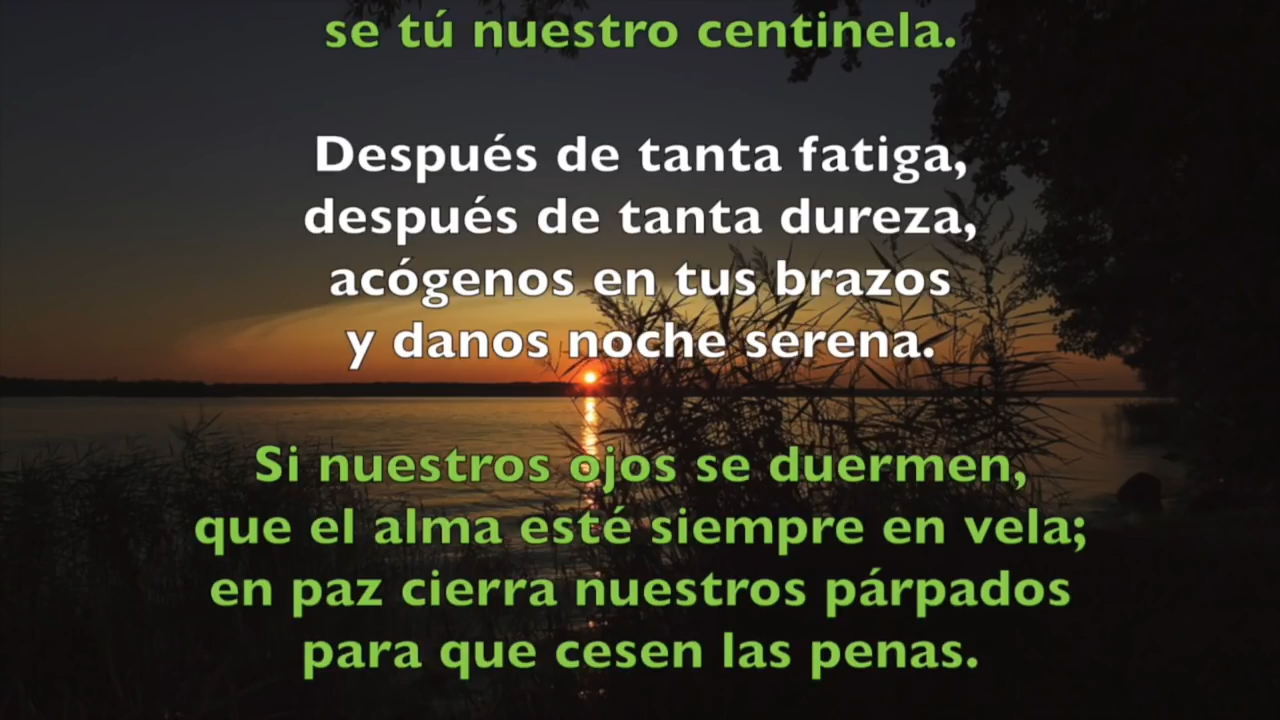 se tú nuestro centinela.
Después de tanta fatiga,
después de tanta dureza,
acógenos en tus brazos
y danos noche serena.
Si nuestros ojos se duermen,
que el alma esté siempre en vela;
en paz cierra nuestros párpados
para que cesen las penas.